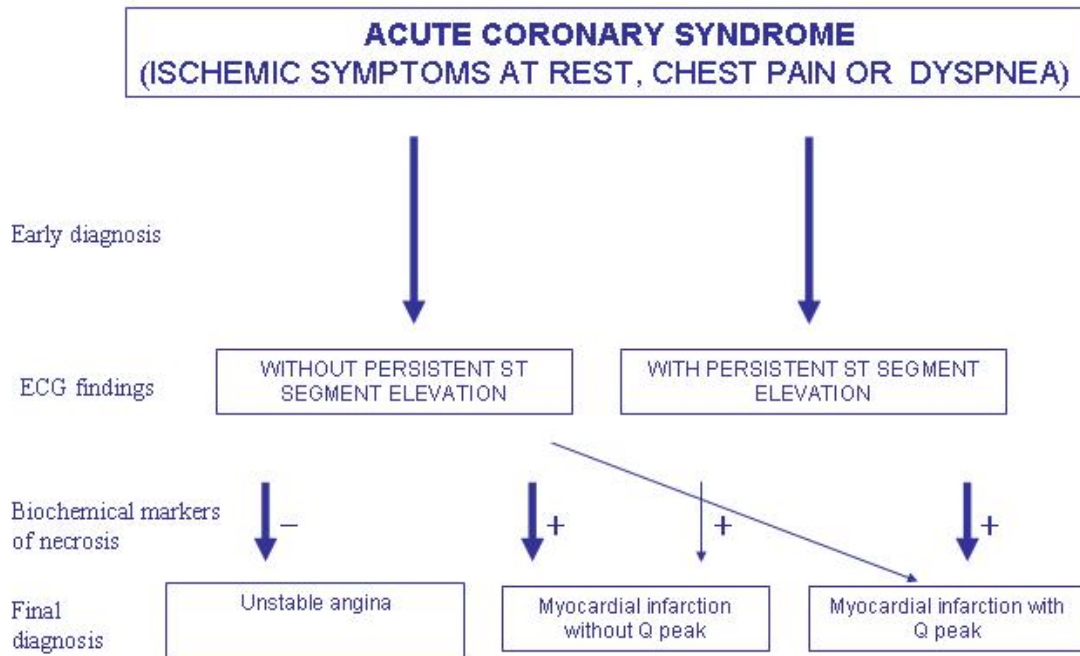 ACUTE CORONARY SYNDROME
(ISCHEMIC SYMPTOMS AT REST, CHEST PAIN OR DYSPNEA)
Early diagnosis
ECG findings
WITHOUT PERSISTENT ST
SEGMENT ELEVATION
WITH PERSISTENT ST SEGMENT
ELEVATION
Biochemical markers
of necrosis
–
+
+
+
Final
diagnosis
Unstable angina
Myocardial infarction
without Q peak
Myocardial infarction with
Q peak